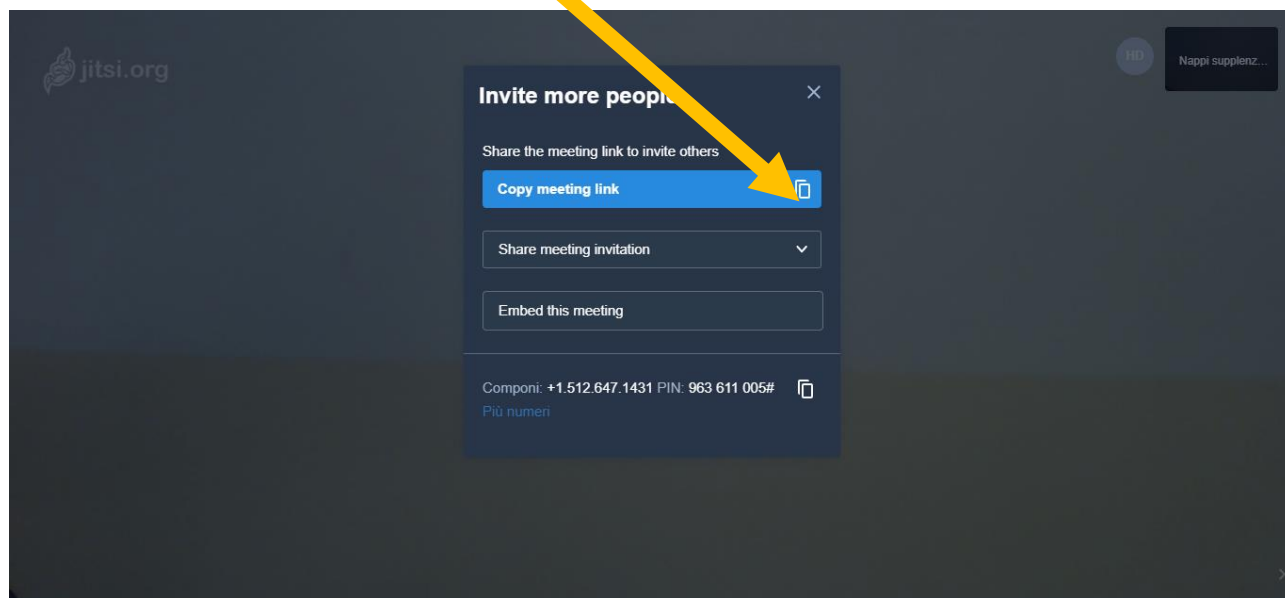 jitsi.org
HD
Nappi supplenz...
Invite more people
Share the meeting link to invite others
Copy meeting link
Share meeting invitation
Embed this meeting
Componi: +1.512.647.1431 PIN: 963 611 005#
Più numeri